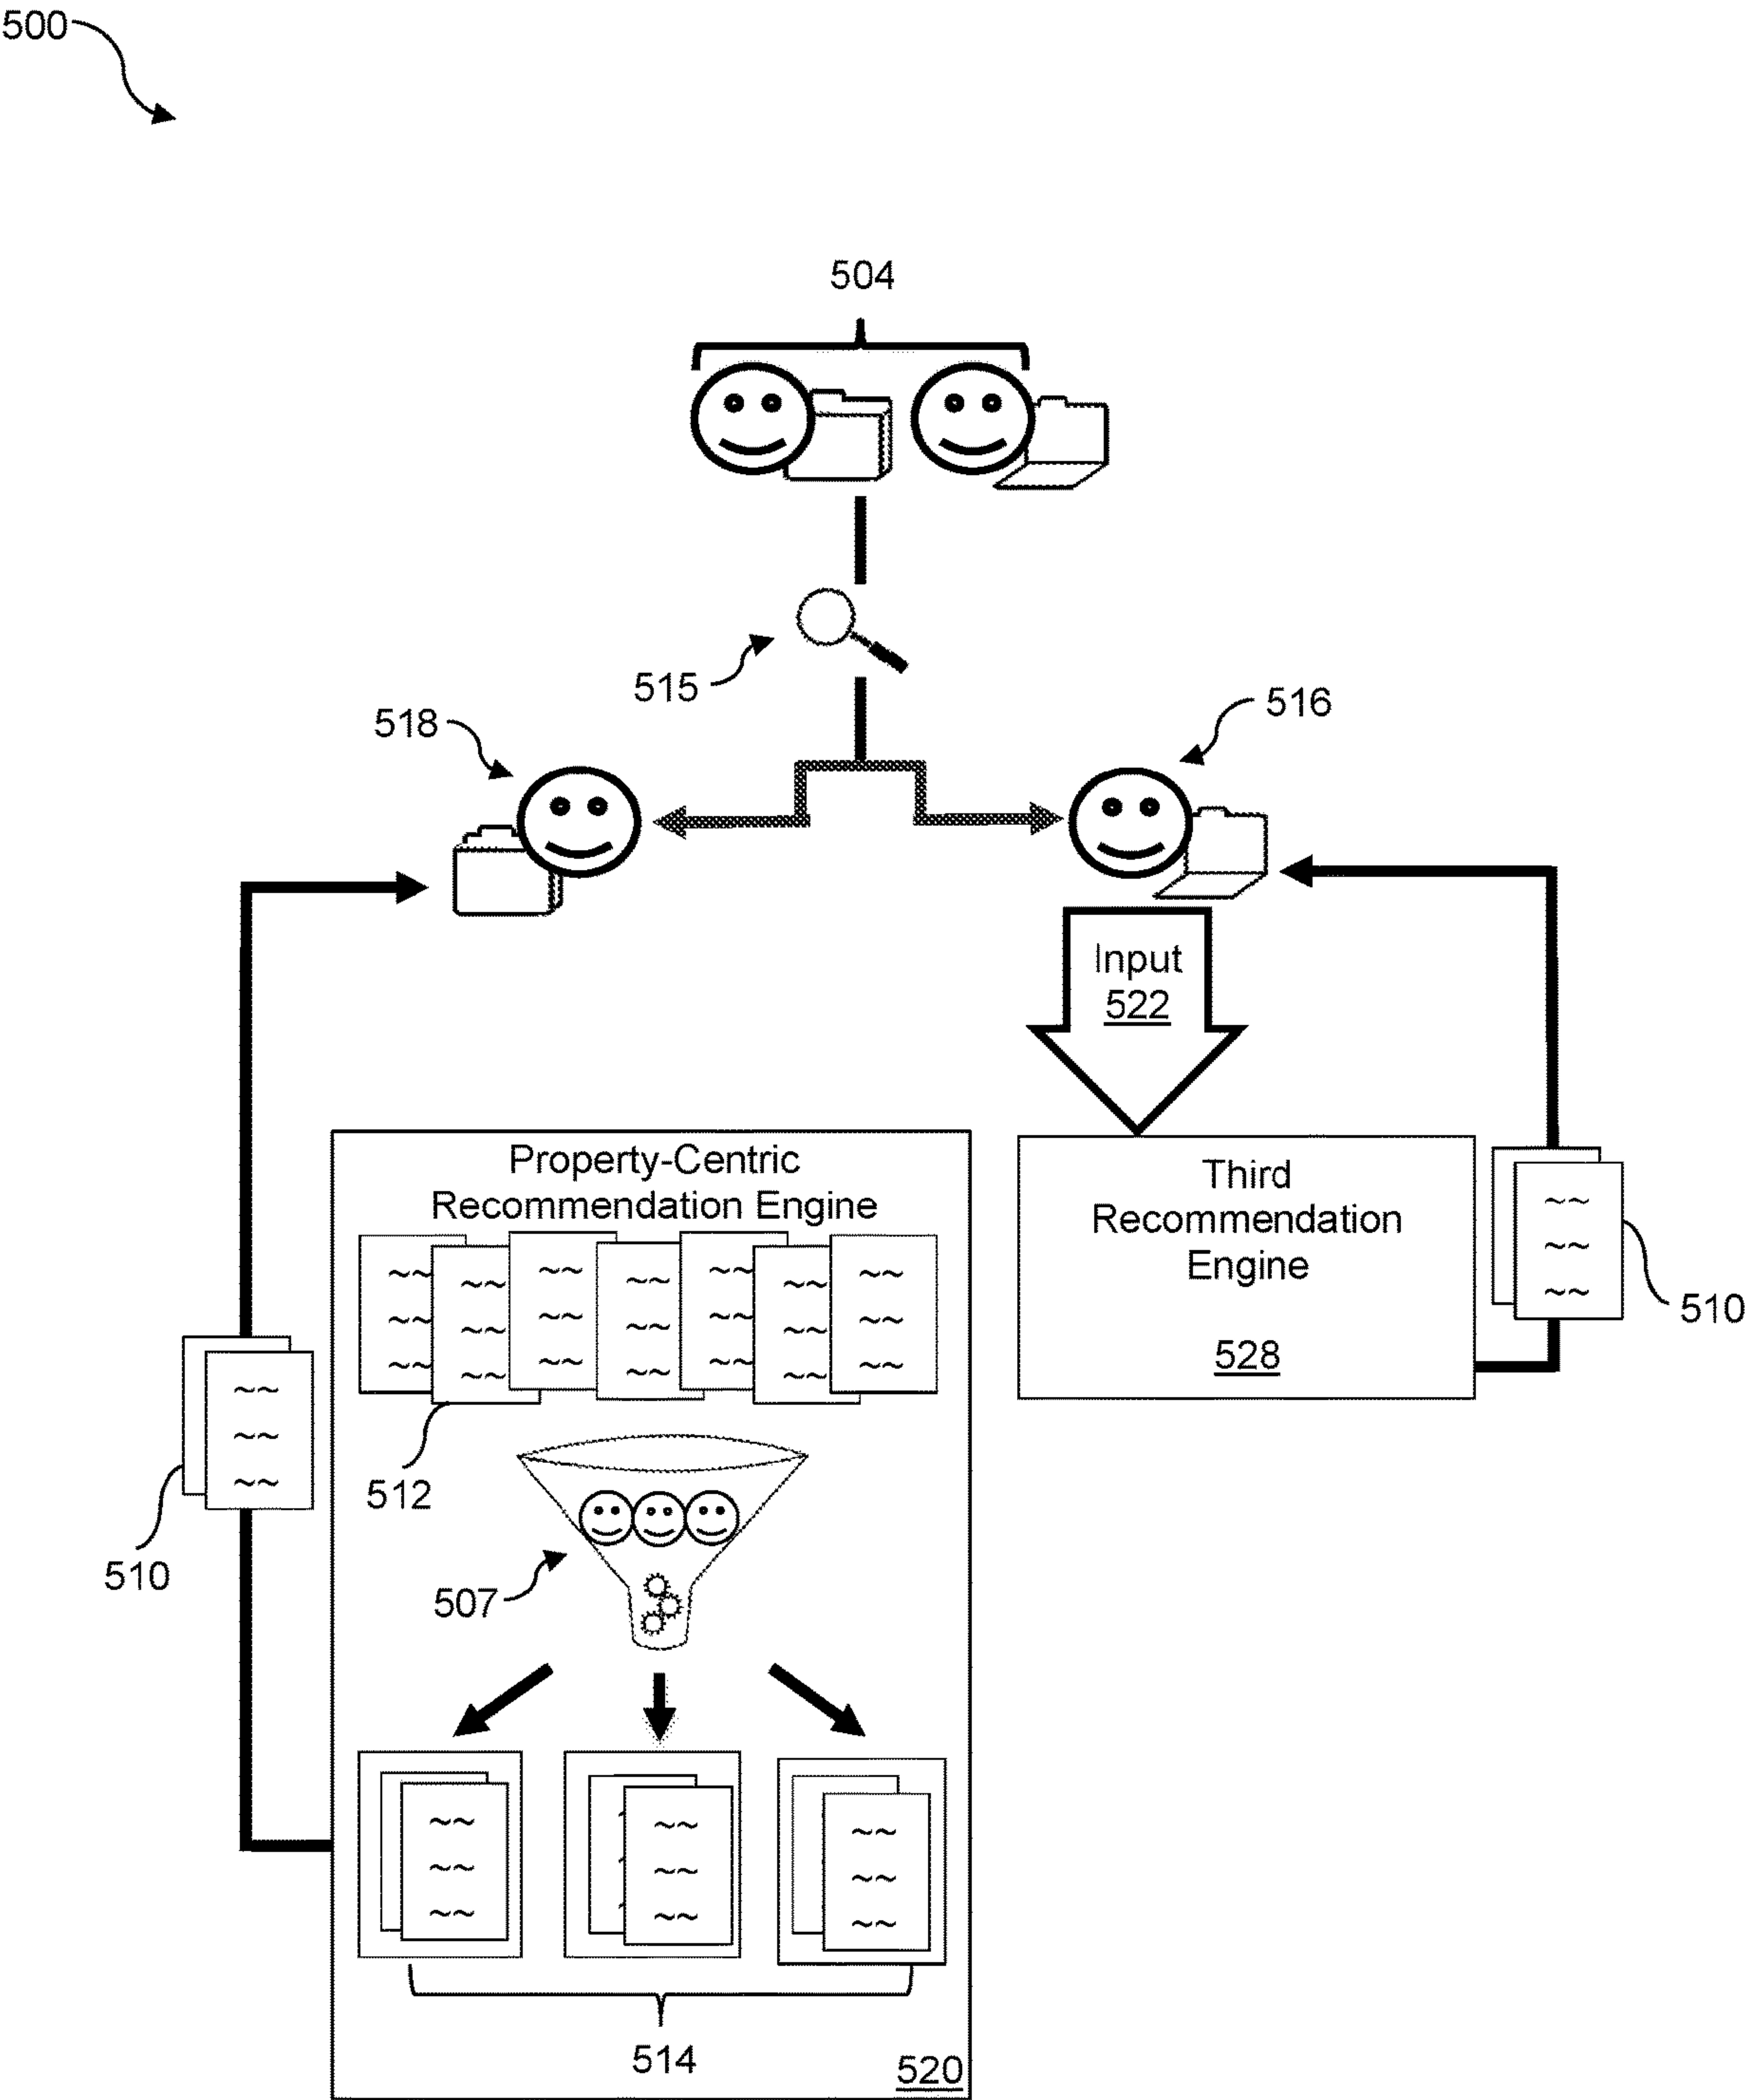 500
504
515
518
516
Input
522
Property-Centric
Recommendation Engine
Third
Recommendation
Engine
528
510
512
510
507
514
520